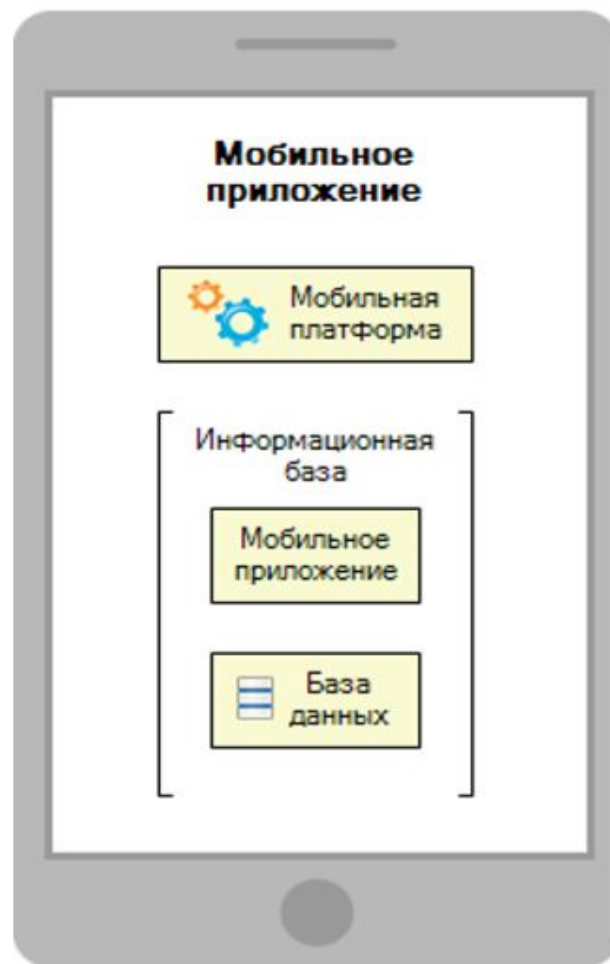 Мобильное
приложение
Мобильная
платформа
Информационная
база
Мобильное
приложение
База
данных